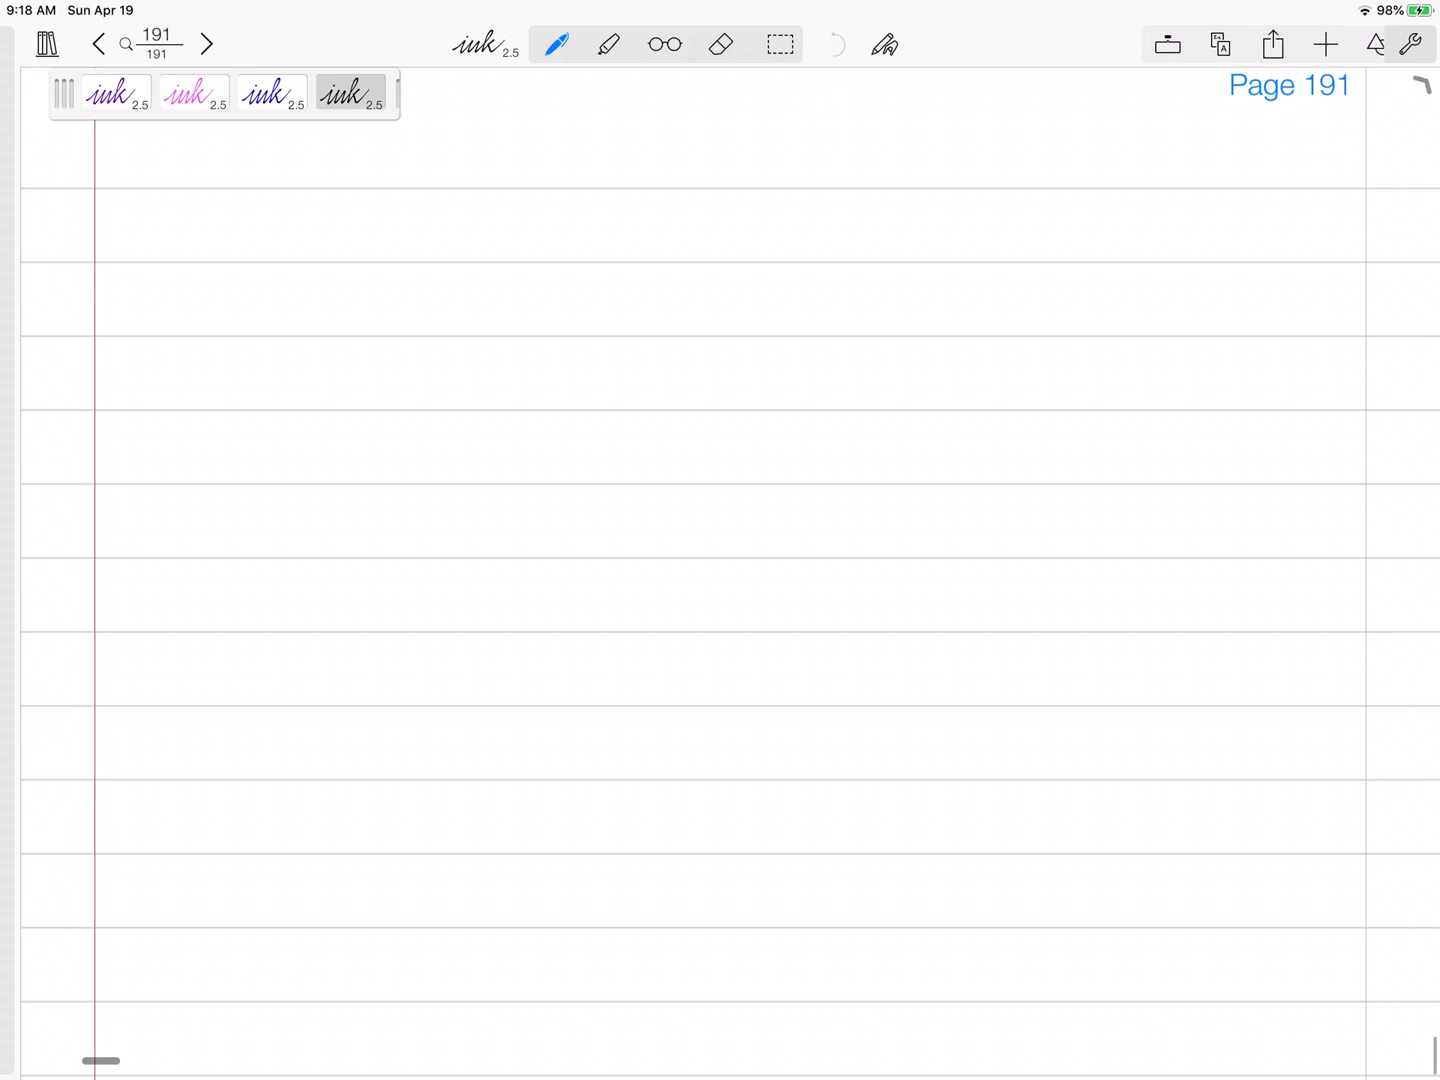 9:18 AM Sun Apr 19 98%
191
191
ink 2.5
ink 2.5 ink 2.5 ink 2.5 ink 2.5
Page 191